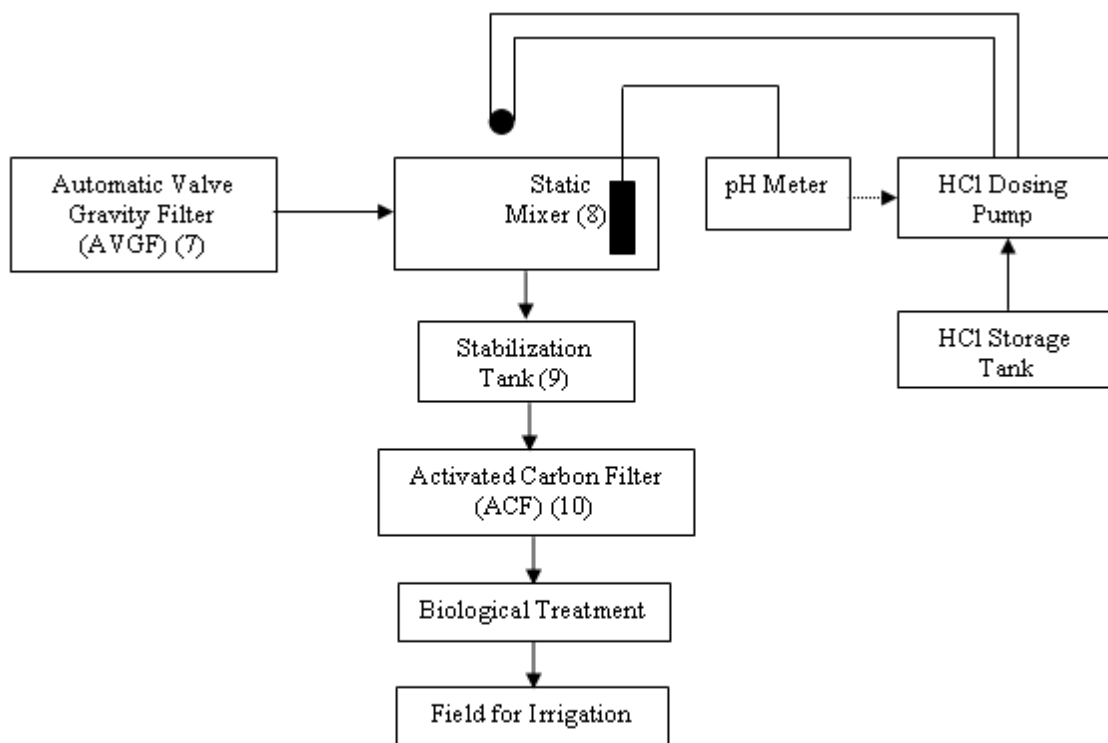 Automatic Valve
Gravity Filter
(AVGF) (7)
Static
Mixer (8)
pH Meter
HCl Dosing
Pump
HCl Storage
Tank
Stabilization
Tank (9)
Activated Carbon Filter
(ACF) (10)
Biological Treatment
Field for Irrigation